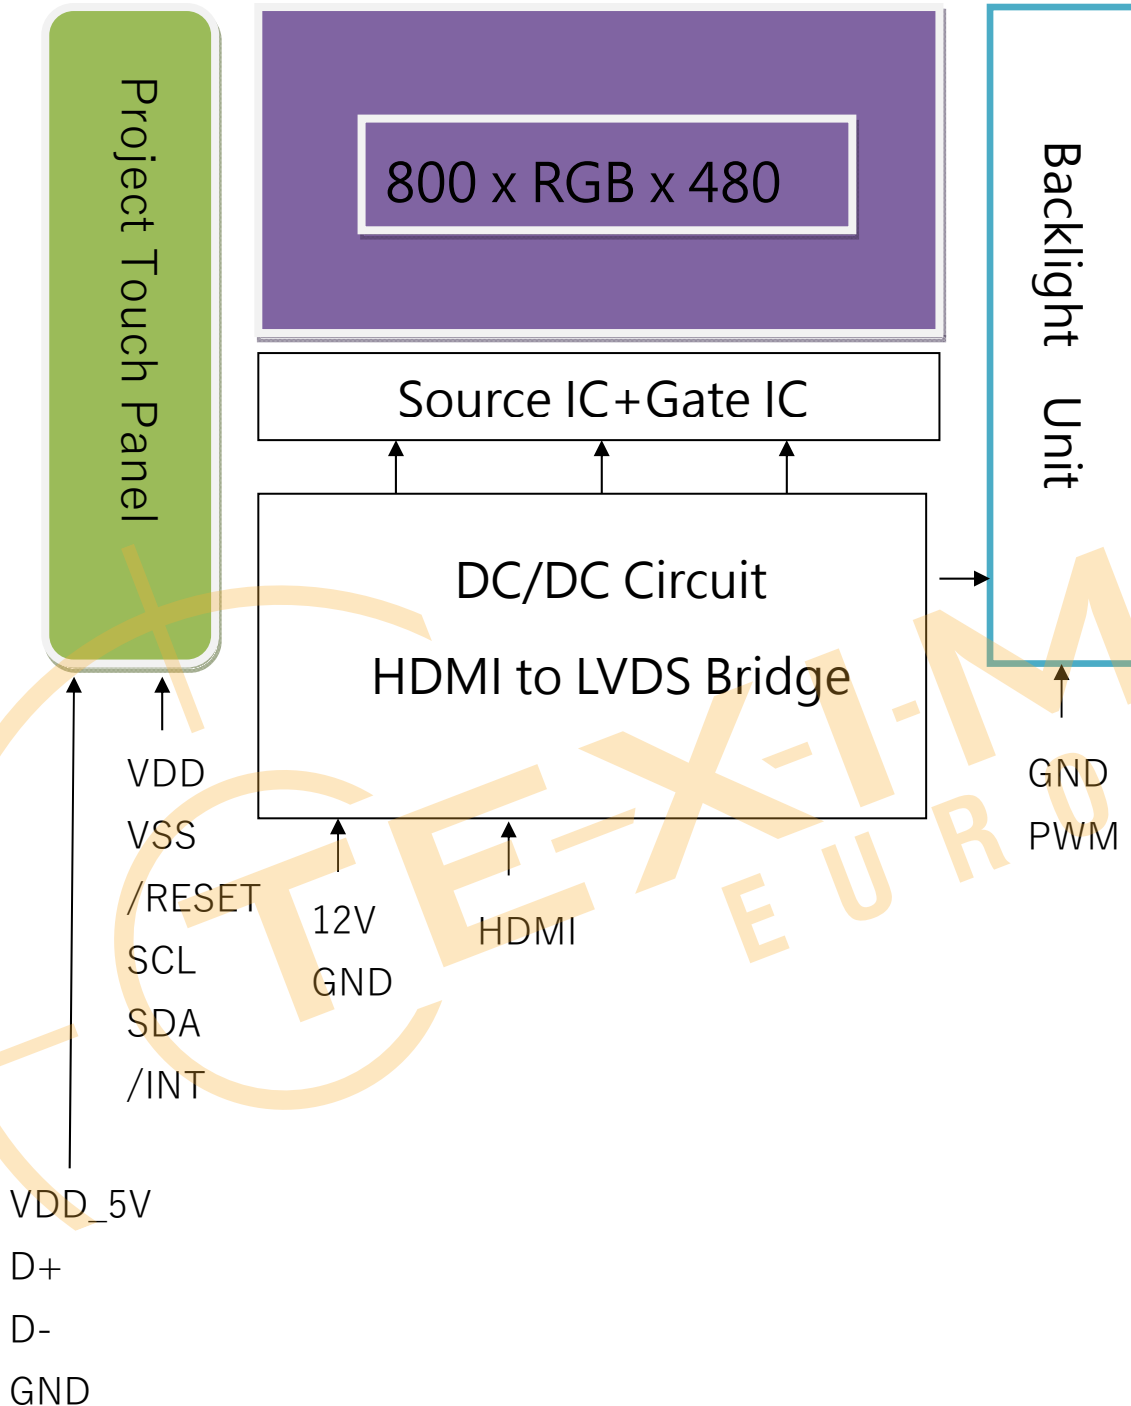 Project Touch Panel
800 x RGB x 480
Backlight Unit
Source IC+Gate IC
DC/DC Circuit
HDMI to LVDS Bridge
VDD
VSS
/RESET
SCL
SDA
/INT
12V
GND
HDMI
GND
PWM
VDD_5V
D+
D-
GND
TEXIM
EURO